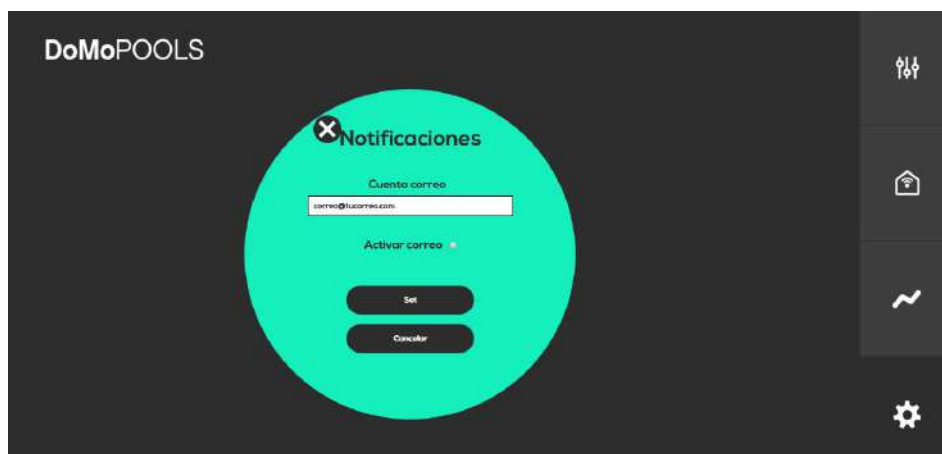 DoMoPOOLS
Notificaciones
Cuenta correo
correo@tucorreo.com
Activar correo
Set
Cancelar